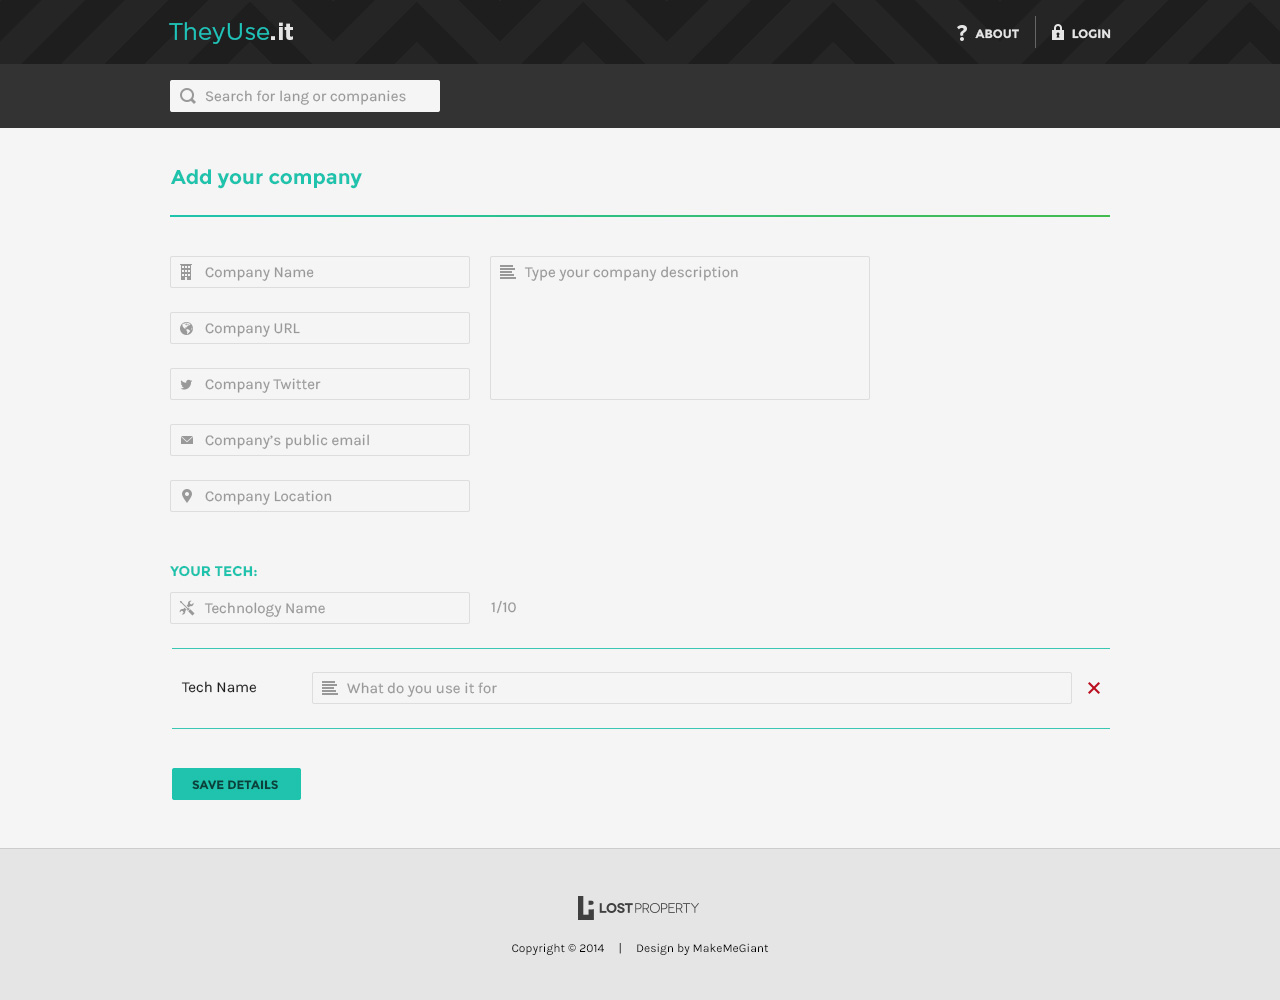 TheyUse.it
? ABOUT
LOGIN
Search for lang or companies
Add your company
Company Name
Type your company description
Company URL
Company Twitter
Company’s public email
Company Location
YOUR TECH:
Technology Name
1/10
Tech Name
What do you use it for
SAVE DETAILS
LOSTPROPERTY
Copyright © 2014 | Design by MakeMeGiant